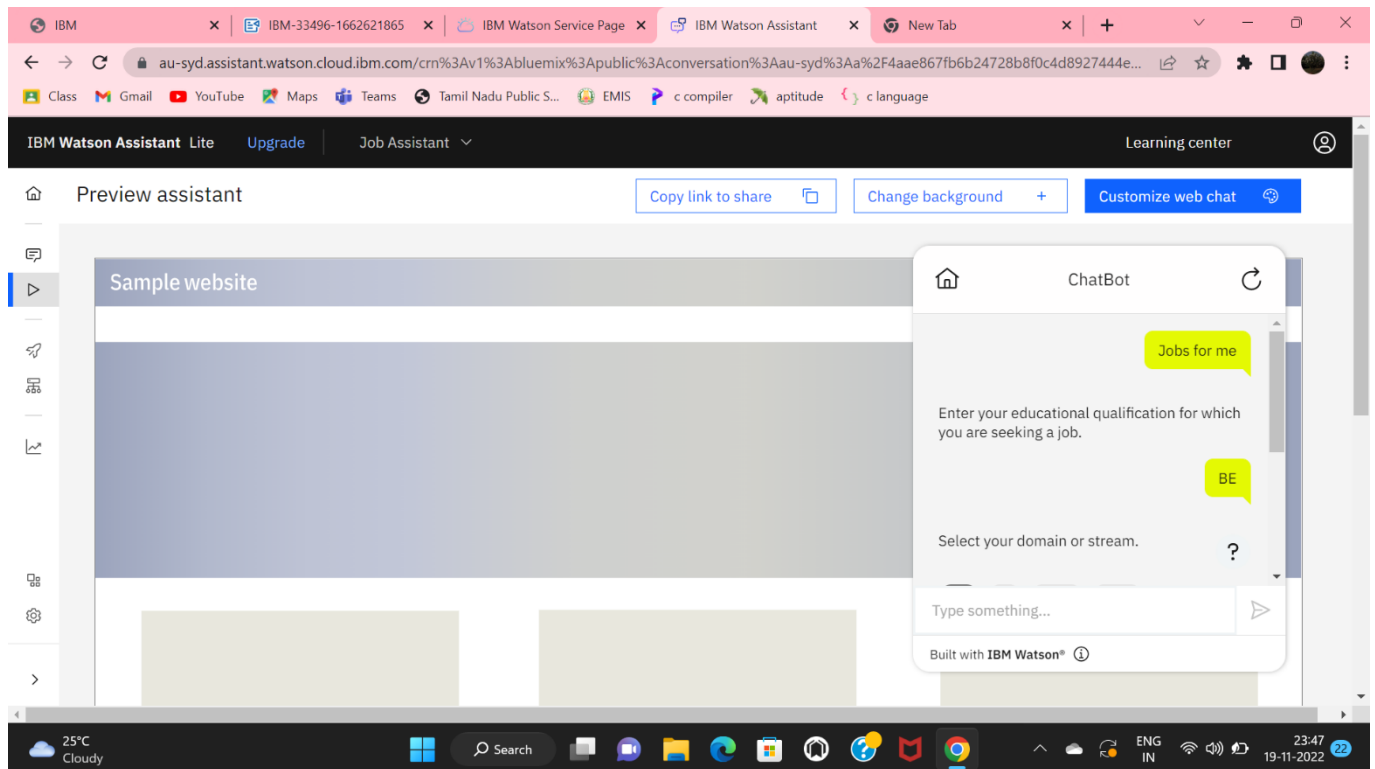 IBM
IBM-33496-1662621865
IBM Watson Service Page
IBM Watson Assistant
New Tab
au-syd.assistant.watson.cloud.ibm.com/crn%3Av1%3Abluemix%3Apublic%3Aconversation%3Aau-syd%3Aa%2F4aae867fb6b24728b8f0c4d8927444e...
Class
Gmail
YouTube
Maps
Teams
Tamil Nadu Public S...
EMIS
c compiler
aptitude
c language
IBM Watson Assistant Lite
Upgrade
Job Assistant
Learning center
Preview assistant
Copy link to share
Change background +
Customize web chat
Sample website
ChatBot
Jobs for me
Enter your educational qualification for which
you are seeking a job.
BE
Select your domain or stream.
?
Type something...
Built with IBM Watson®
25°C
Cloudy
Search
ENG
IN
23:47
19-11-2022
22